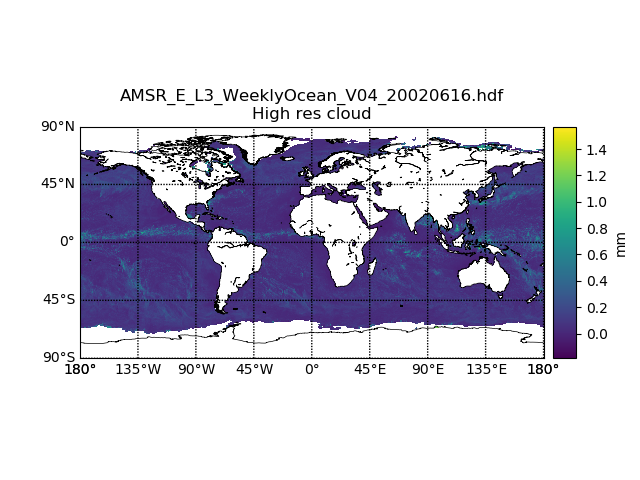 AMSR_E_L3_WeeklyOcean_V04_20020616.hdf
High res cloud
90°N
45°N
0°
45°S
90°S
180°
135°W
90°W
45°W
0°
45°E
90°E
135°E
180°
1.4
1.2
1.0
0.8
0.6
0.4
0.2
0.0
mm